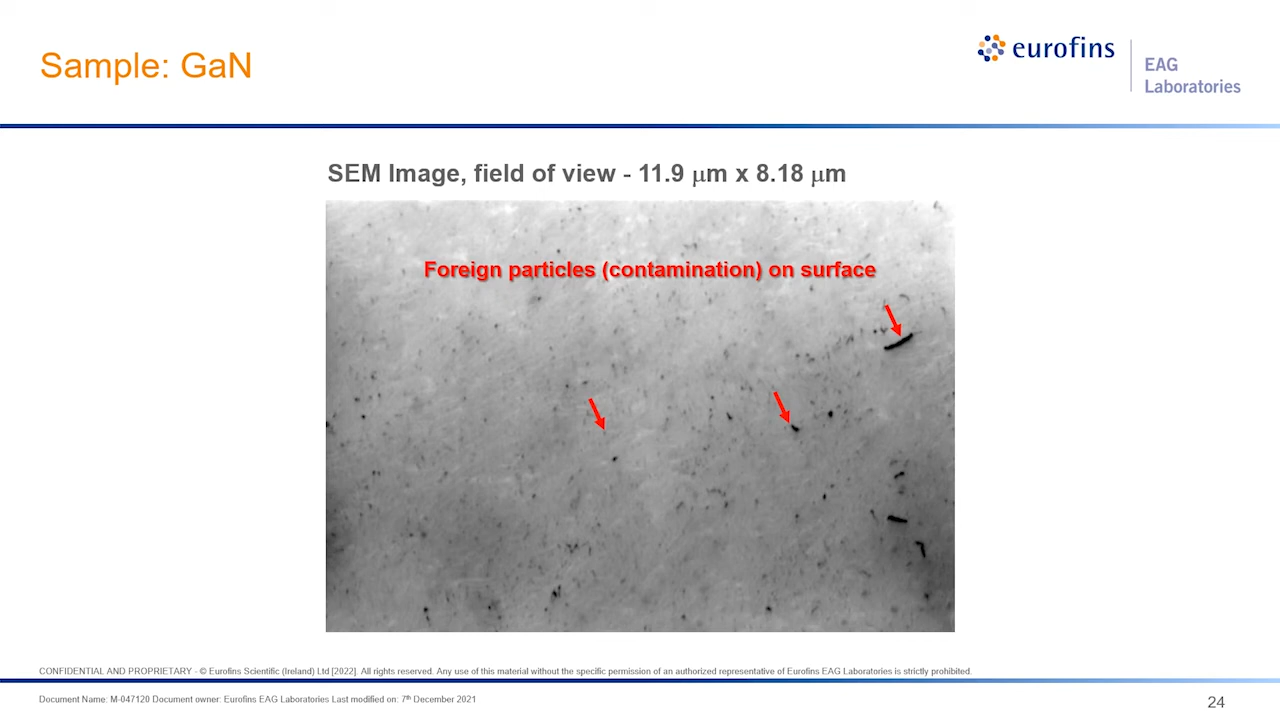 Sample: GaN
eurofins
EAG
Laboratories
SEM Image, field of view - 11.9 μm x 8.18 μm
Foreign particles (contamination) on surface
CONFIDENTIAL AND PROPRIETARY - © Eurofins Scientific (Ireland) Ltd [2022]. All rights reserved. Any use of this material without the specific permission of an authorized representative of Eurofins EAG Laboratories is strictly prohibited.
Document Name: M-047120 Document owner: Eurofins EAG Laboratories Last modified on: 7th December 2021
24